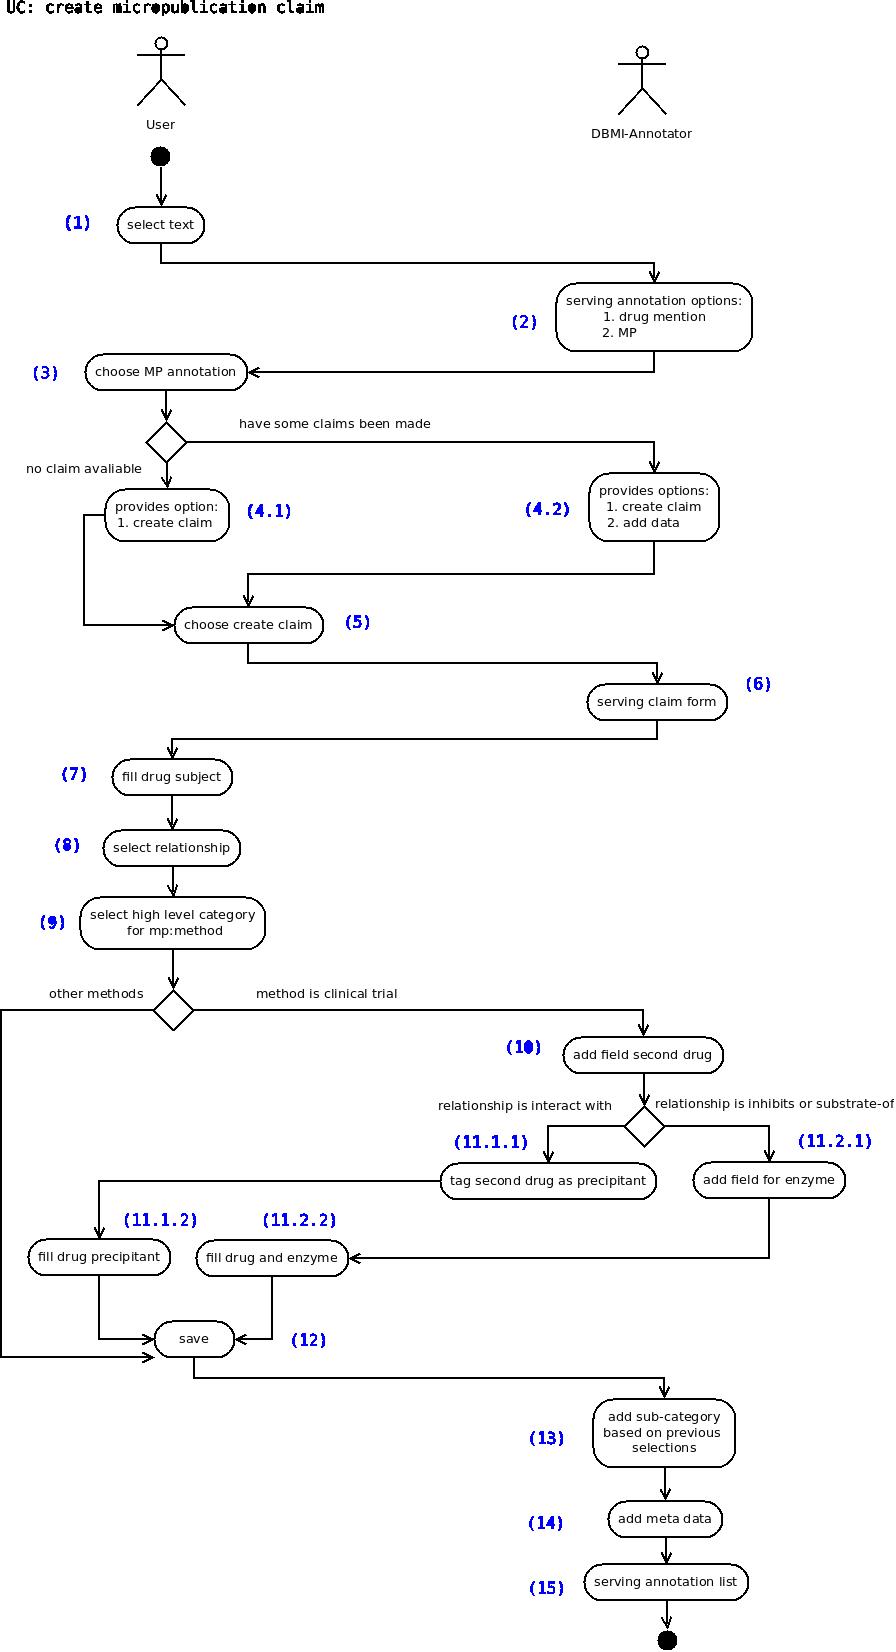 UC: create micropublication claim
User
DBMI-Annotator
(1)
select text
serving annotation options:
1. drug mention
2. MP
(2)
(3)
choose MP annotation
have some claims been made
no claim avaliable
provides option:
1. create claim
(4.1)
(4.2)
provides options:
1. create claim
2. add data
choose create claim
(5)
(6)
serving claim form
(7)
fill drug subject
(8)
select relationship
(9)
select high level category
for mp:method
other methods
method is clinical trial
(10)
add field second drug
relationship is interact with
relationship is inhibits or substrate-of
(11.1.1)
(11.2.1)
tag second drug as precipitant
add field for enzyme
(11.1.2)
(11.2.2)
fill drug precipitant
fill drug and enzyme
save
(12)
add sub-category
based on previous
selections
(13)
(14)
add meta data
(15)
serving annotation list